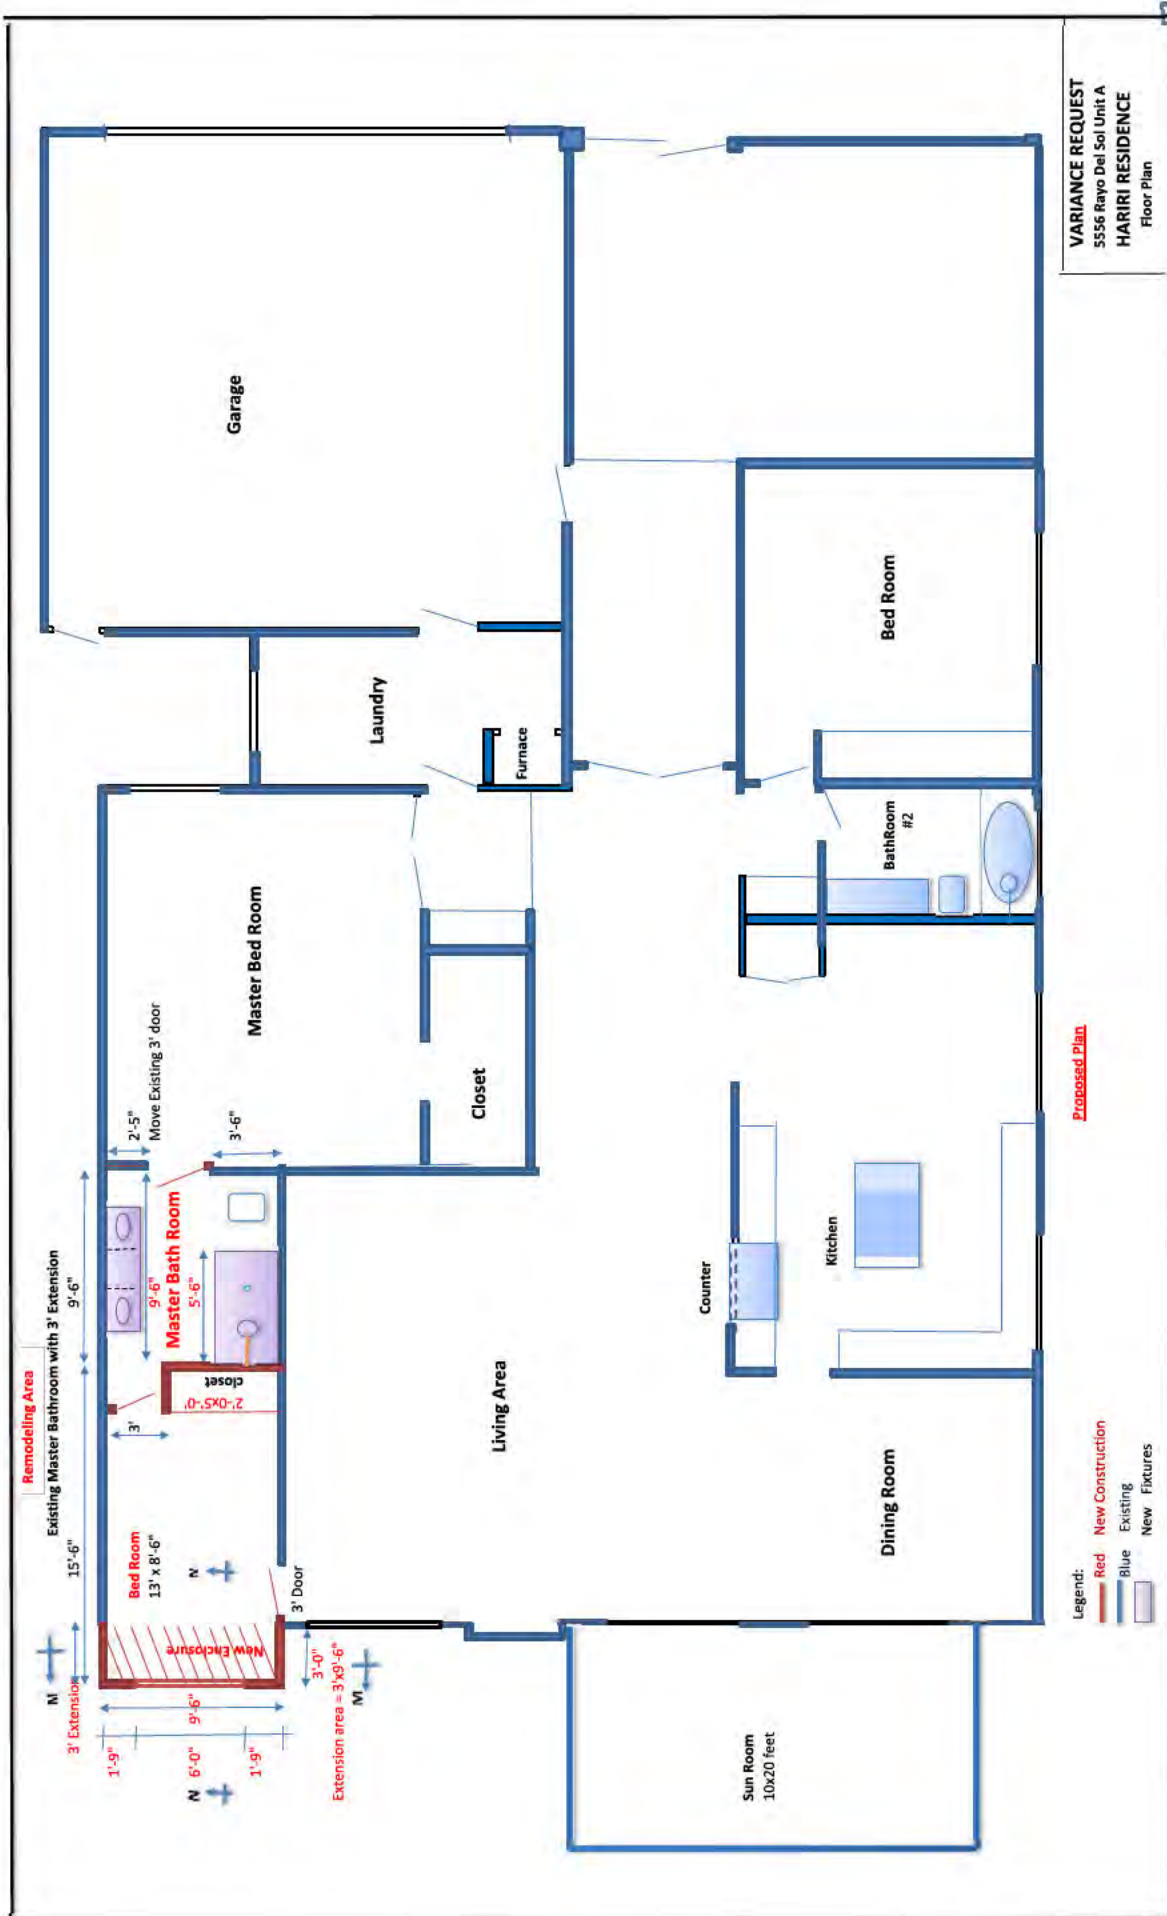 Remodeling Area
Existing Master Bathroom with 3' Extension
15'-6"
9'-6"
3' Extension
M
1'-9"
6'-0"
1'-9"
9'-6"
N
N
M
New Enclosure
3'-0"
Extension area = 3'x9'-6"
3' Door
Bed Room
13' x 8'-6"
3'
closet
2'-0x5'-0'
9'-6"
Master Bath Room
5'-6"
2'-5"
Move Existing 3' door
3'-6"
Master Bed Room
Closet
Laundry
Furnace
Garage
Living Area
Counter
Kitchen
Dining Room
Sun Room
10x20 feet
BathRoom
#2
Bed Room
Proposed Plan
Legend:
Red New Construction
Blue Existing
New Fixtures
VARIANCE REQUEST
5556 Rayo Del Sol Unit A
HARIRI RESIDENCE
Floor Plan